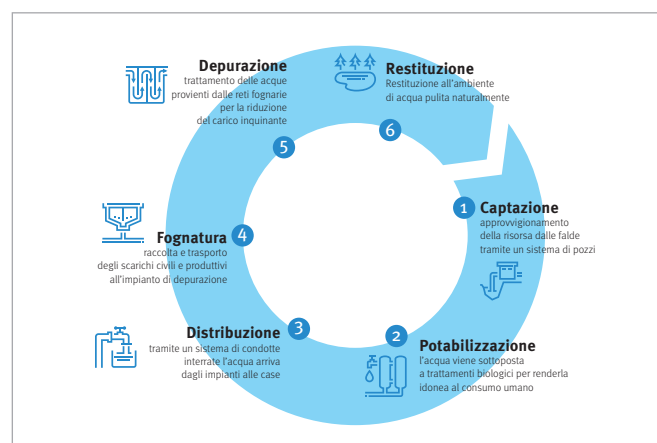 1 Captazione
approvvigionamento
della risorsa dalle falde
tramite un sistema di pozzi
2
Potabilizzazione
l'acqua viene sottoposta
a trattamenti biologici per renderla
idonea al consumo umano
3
Distribuzione
tramite un sistema di condotte
interrate l'acqua arriva
dagli impianti alle case
4
Fognatura
raccolta e trasporto
degli scarichi civili e produttivi
all'impianto di depurazione
5
Depurazione
trattamento delle acque
provienti dalle reti fognarie
per la riduzione
del carico inquinante
6
Restituzione
Restituzione all'ambiente
di acqua pulita naturalmente